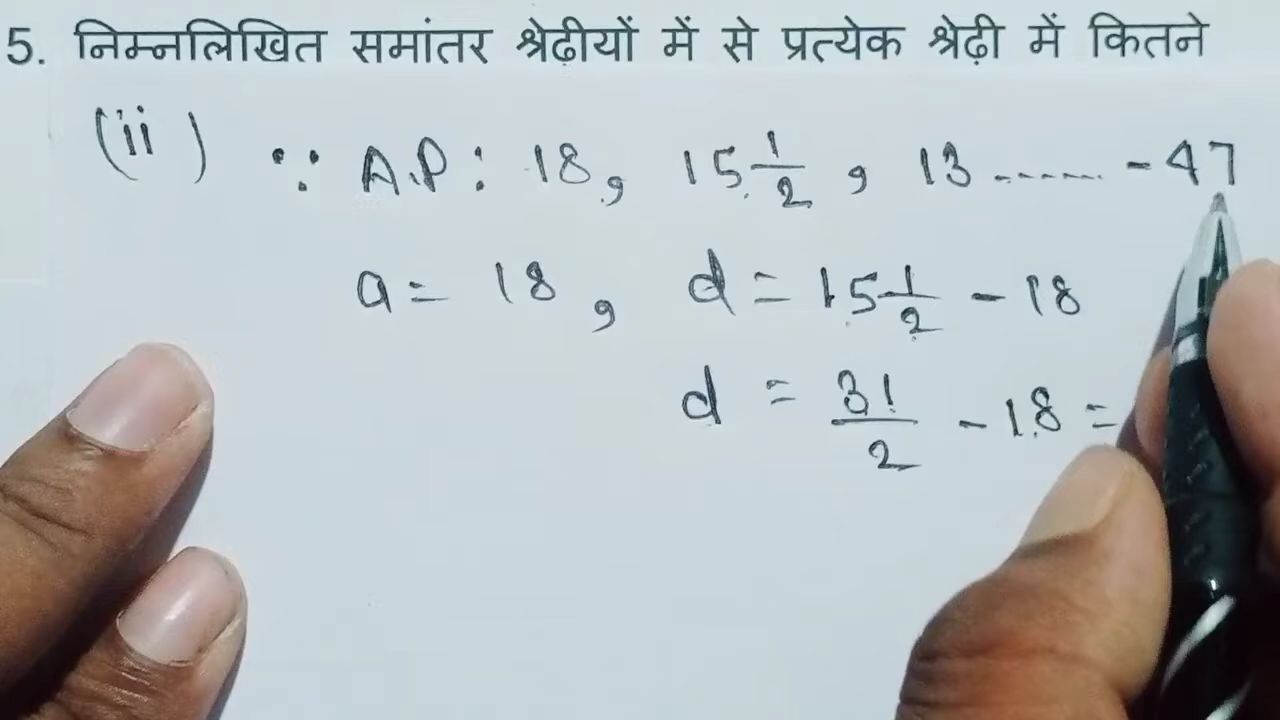 5. निम्नलिखित समांतर श्रेढ़ीयों में से प्रत्येक श्रेढ़ी में कितने
(ii) ∵ A.P: 18, 15 1/2, 13 ....... -47
a = 18, d = 15 1/2 - 18
d = 31/2 - 18 =